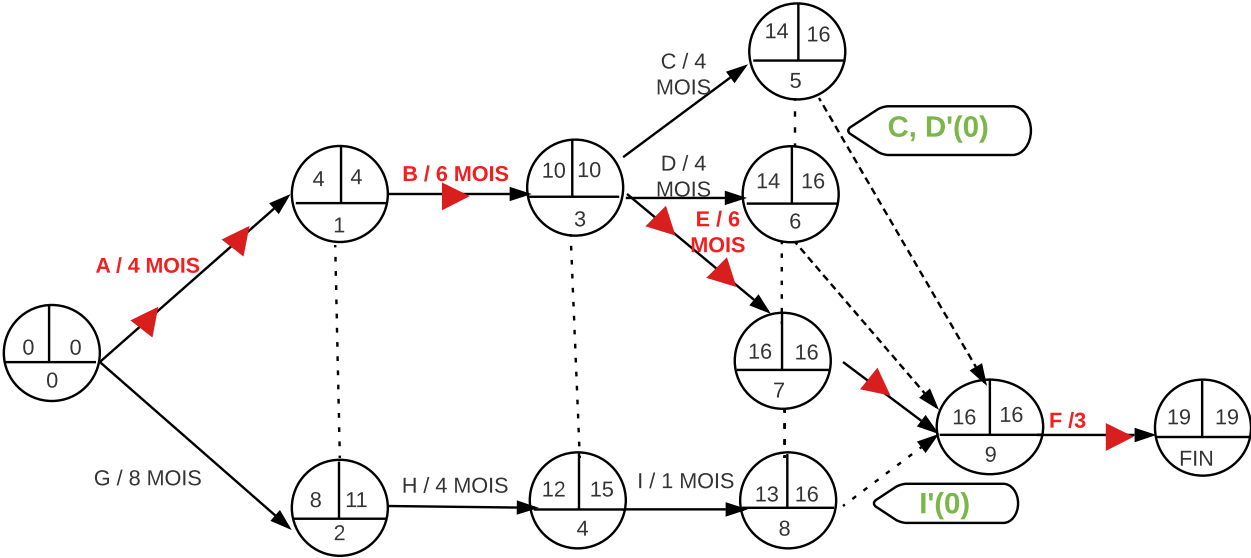 14 16
5
C / 4
MOIS
C, D'(0)
B / 6 MOIS
4 4
1
10 10
3
D / 4
MOIS
14 16
6
E / 6
MOIS
A / 4 MOIS
0 0
0
16 16
7
16 16
9
F /3
19 19
FIN
G / 8 MOIS
8 11
2
H / 4 MOIS
12 15
4
I / 1 MOIS
13 16
8
I'(0)